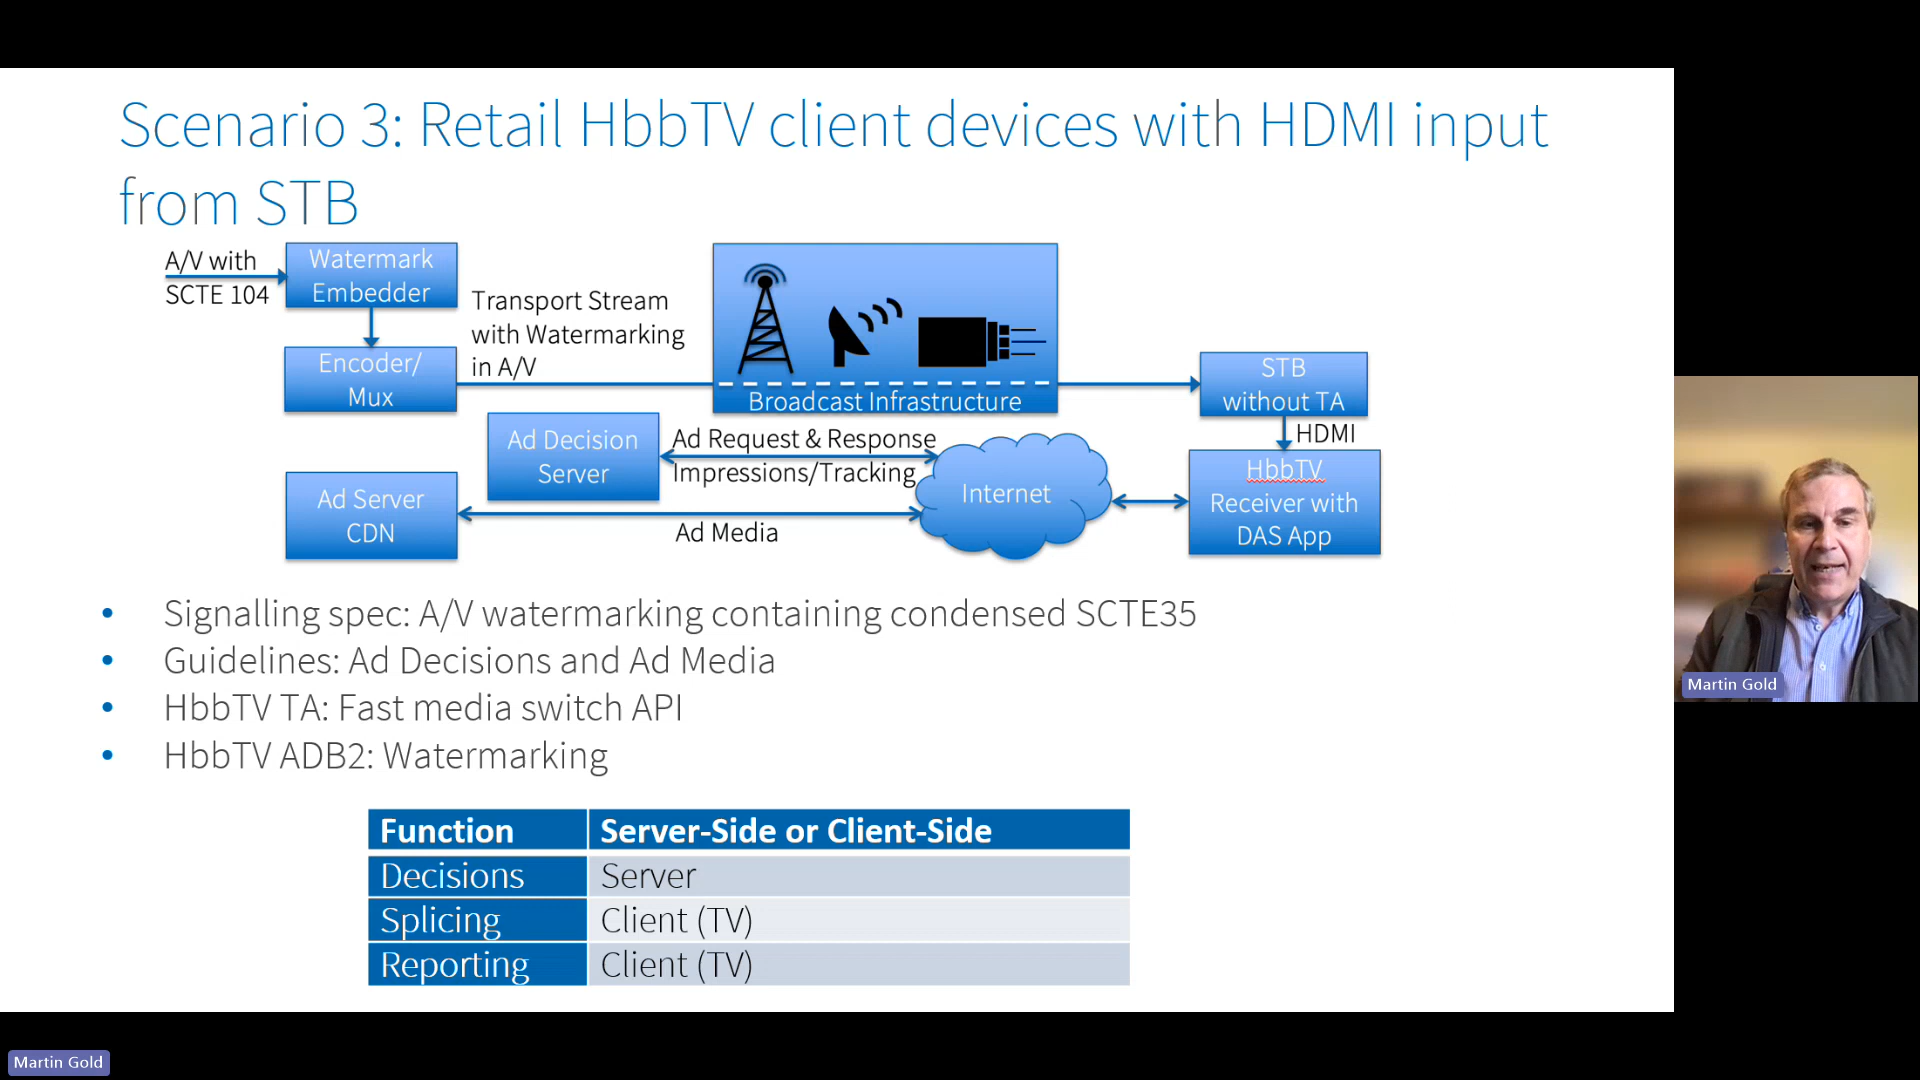 Scenario 3: Retail HbbTV client devices with HDMI input
from STB
A/V with
SCTE 104
Watermark
Embedder
Encoder/
Mux
Transport Stream
with Watermarking
in A/V
Broadcast Infrastructure
STB
without TA
HDMI
Ad Decision
Server
Ad Request & Response
Impressions/Tracking
Internet
HbbTV
Receiver with
DAS App
Ad Server
CDN
Ad Media
• Signalling spec: A/V watermarking containing condensed SCTE35
• Guidelines: Ad Decisions and Ad Media
• HbbTV TA: Fast media switch API
• HbbTV ADB2: Watermarking
Function Server-Side or Client-Side
Decisions Server
Splicing Client (TV)
Reporting Client (TV)
Martin Gold
Martin Gold